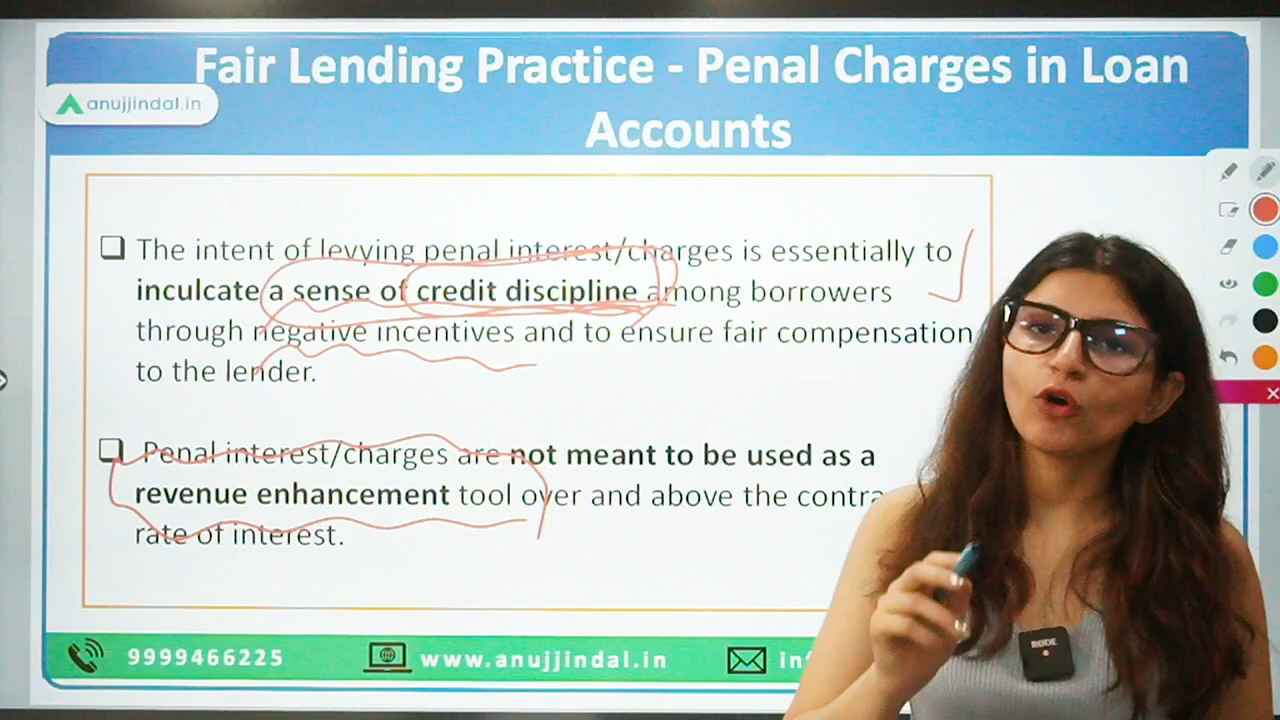 Fair Lending Practice - Penal Charges in Loan
Accounts
anujjindal.in
The intent of levying penal interest/charges is essentially to
inculcate a sense of credit discipline among borrowers
through negative incentives and to ensure fair compensation
to the lender.
Penal interest/charges are not meant to be used as a
revenue enhancement tool over and above the contra
rate of interest.
9999466225
www.anujjindal.in
in
RODE